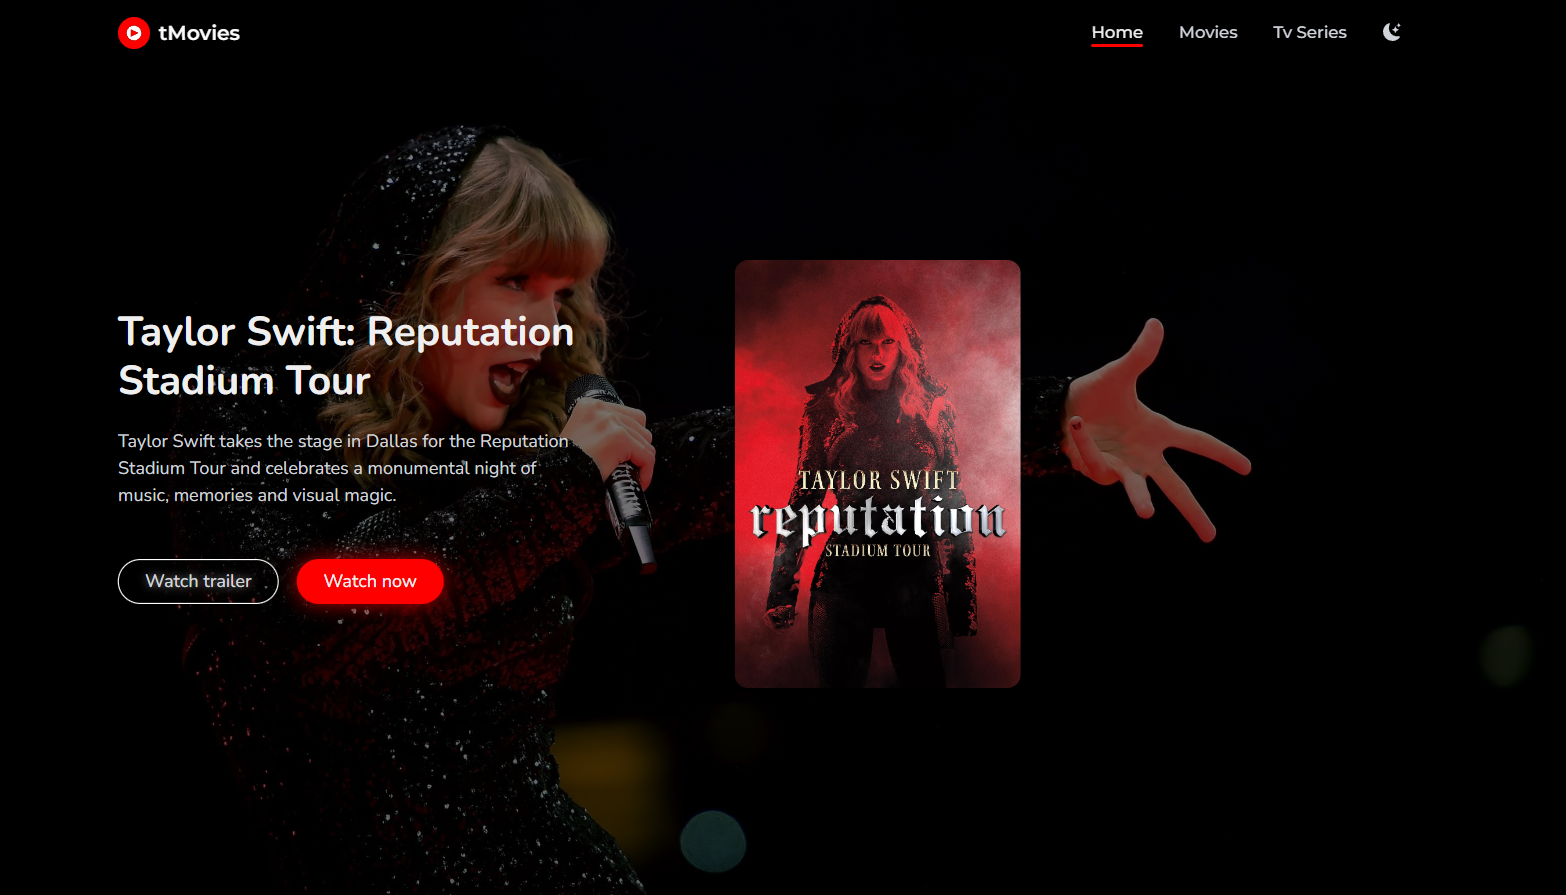 tMovies
Home Movies Tv Series
Taylor Swift: Reputation
Stadium Tour
Taylor Swift takes the stage in Dallas for the Reputation
Stadium Tour and celebrates a monumental night of
music, memories and visual magic.
Watch trailer Watch now
TAYLOR SWIFT
reputation
STADIUM TOUR